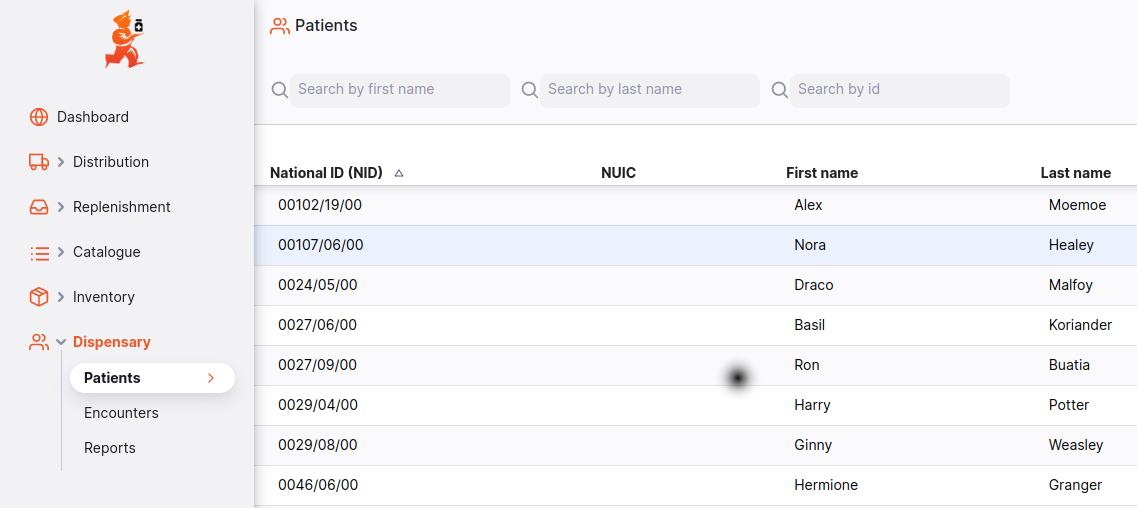 Patients
Search by first name Search by last name Search by id
Dashboard
Distribution
Replenishment
Catalogue
Inventory
Dispensary
Patients
Encounters
Reports
National ID (NID) NUIC First name Last name
00102/19/00 Alex Moemoe
00107/06/00 Nora Healey
0024/05/00 Draco Malfoy
0027/06/00 Basil Koriander
0027/09/00 Ron Buatia
0029/04/00 Harry Potter
0029/08/00 Ginny Weasley
0046/06/00 Hermione Granger